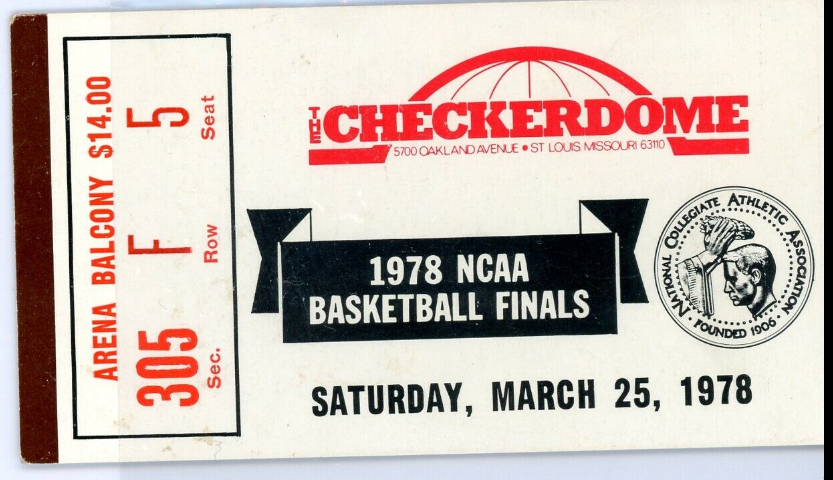 ARENA BALCONY $14.00
305 F 5
Sec. Row Seat
THE CHECKERDOME
5700 OAKLAND AVENUE • ST LOUIS MISSOURI 63110
1978 NCAA
BASKETBALL FINALS
NATIONAL COLLEGIATE ATHLETIC ASSOCIATION
• FOUNDED 1906 •
SATURDAY, MARCH 25, 1978